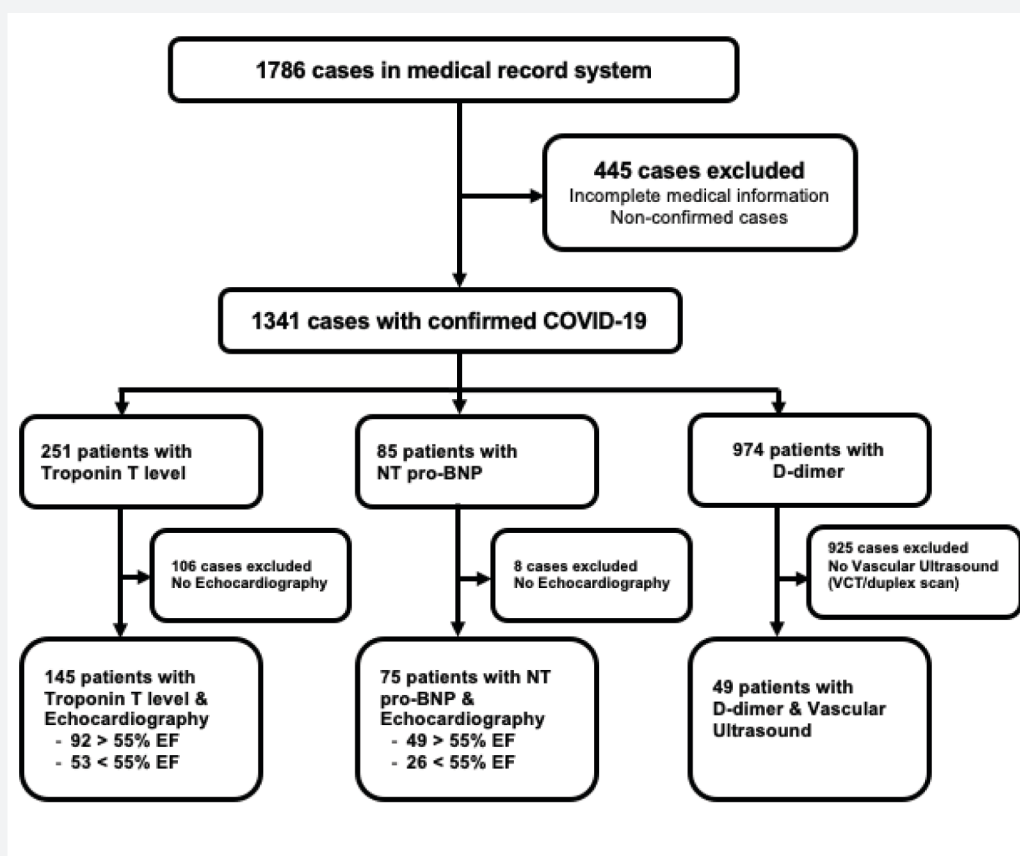 1786 cases in medical record system
445 cases excluded
Incomplete medical information
Non-confirmed cases
1341 cases with confirmed COVID-19
251 patients with
Troponin T level
85 patients with
NT pro-BNP
974 patients with
D-dimer
106 cases excluded
No Echocardiography
8 cases excluded
No Echocardiography
925 cases excluded
No Vascular Ultrasound
(VCT/duplex scan)
145 patients with
Troponin T level &
Echocardiography
- 92 > 55% EF
- 53 < 55% EF
75 patients with NT
pro-BNP &
Echocardiography
- 49 > 55% EF
- 26 < 55% EF
49 patients with
D-dimer & Vascular
Ultrasound